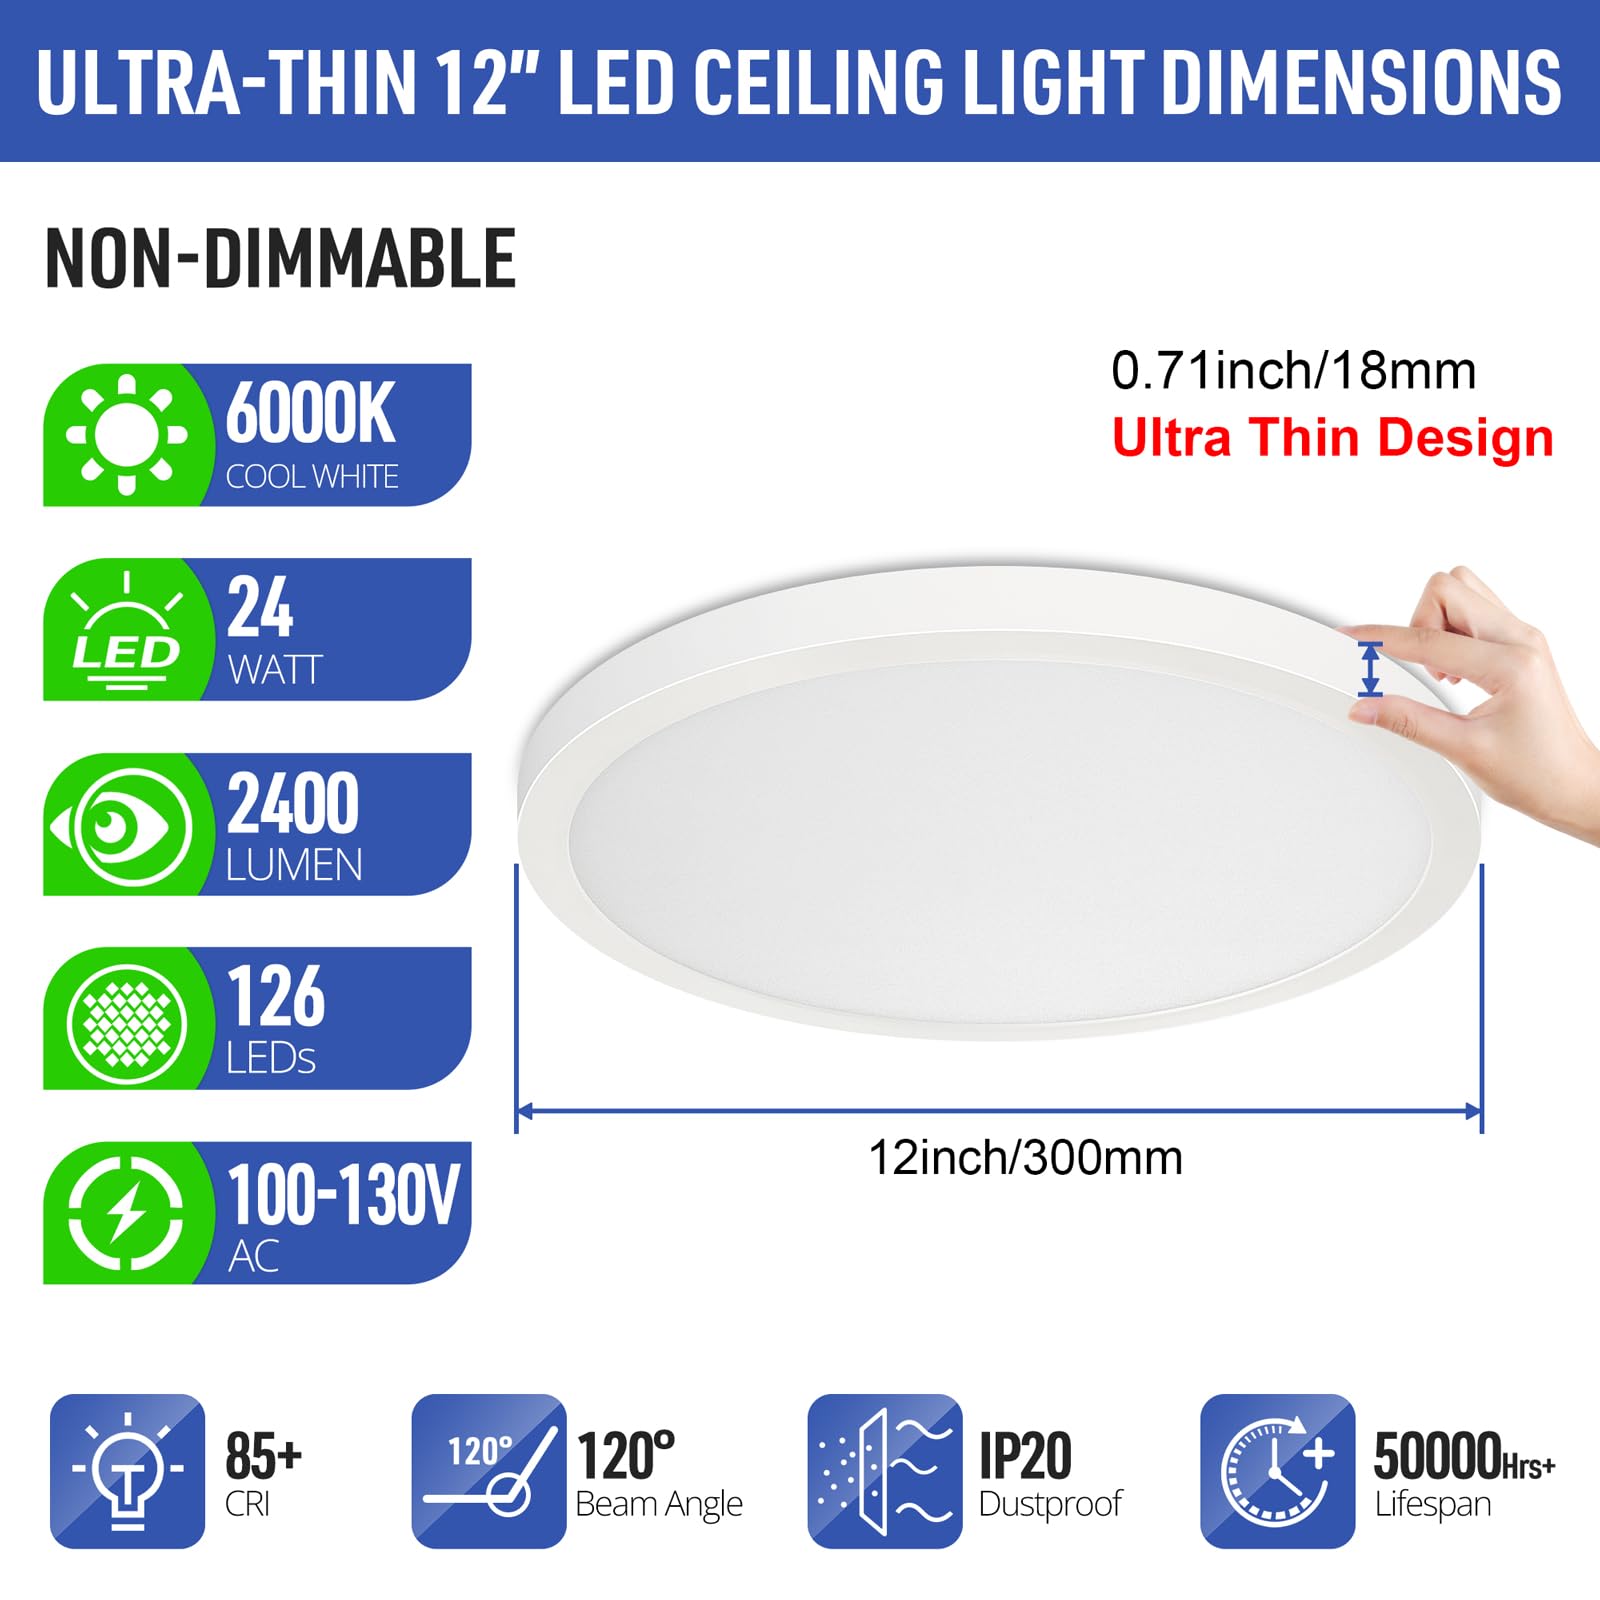 ULTRA-THIN 12" LED CEILING LIGHT DIMENSIONS
NON-DIMMABLE
0.71inch/18mm
Ultra Thin Design
6000K
COOL WHITE
LED
24
WATT
2400
LUMEN
126
LEDs
100-130V
AC
12inch/300mm
85+
CRI
120°
120°
Beam Angle
IP20
Dustproof
50000Hrs+
Lifespan